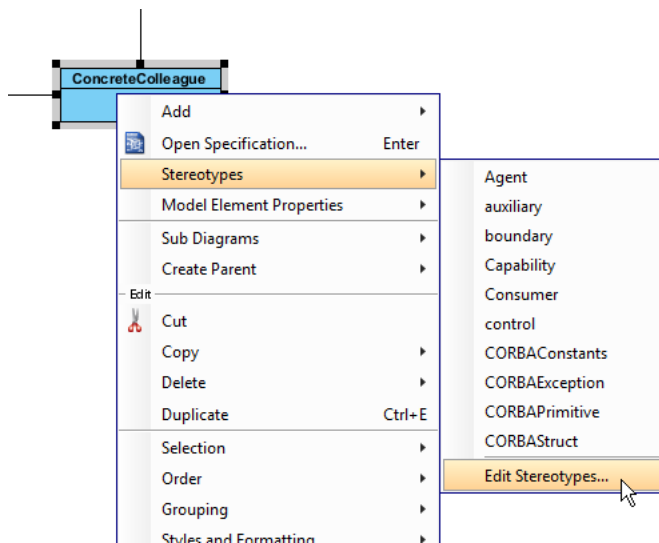 ConcreteColleague
Add
Open Specification... Enter
Stereotypes
Model Element Properties
Sub Diagrams
Create Parent
Edit
Cut
Copy
Delete
Duplicate Ctrl+E
Selection
Order
Grouping
Styles and Formatting
Agent
auxiliary
boundary
Capability
Consumer
control
CORBAConstants
CORBAException
CORBAPrimitive
CORBAStruct
Edit Stereotypes...